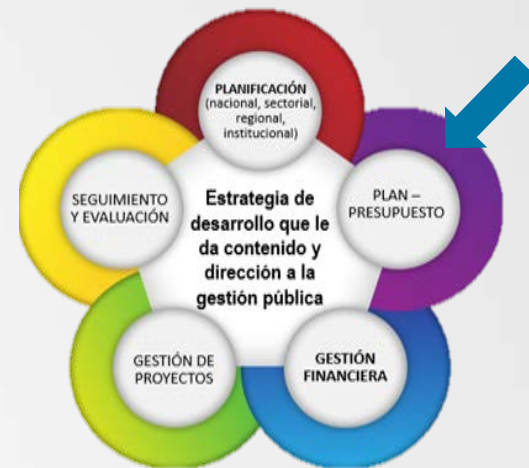 PLANIFICACIÓN
(nacional, sectorial,
regional,
institucional)
SEGUIMIENTO
Y EVALUACIÓN
Estrategia de
desarrollo que le
da contenido y
dirección a la
gestión pública
PLAN –
PRESUPUESTO
GESTIÓN DE
PROYECTOS
GESTIÓN
FINANCIERA